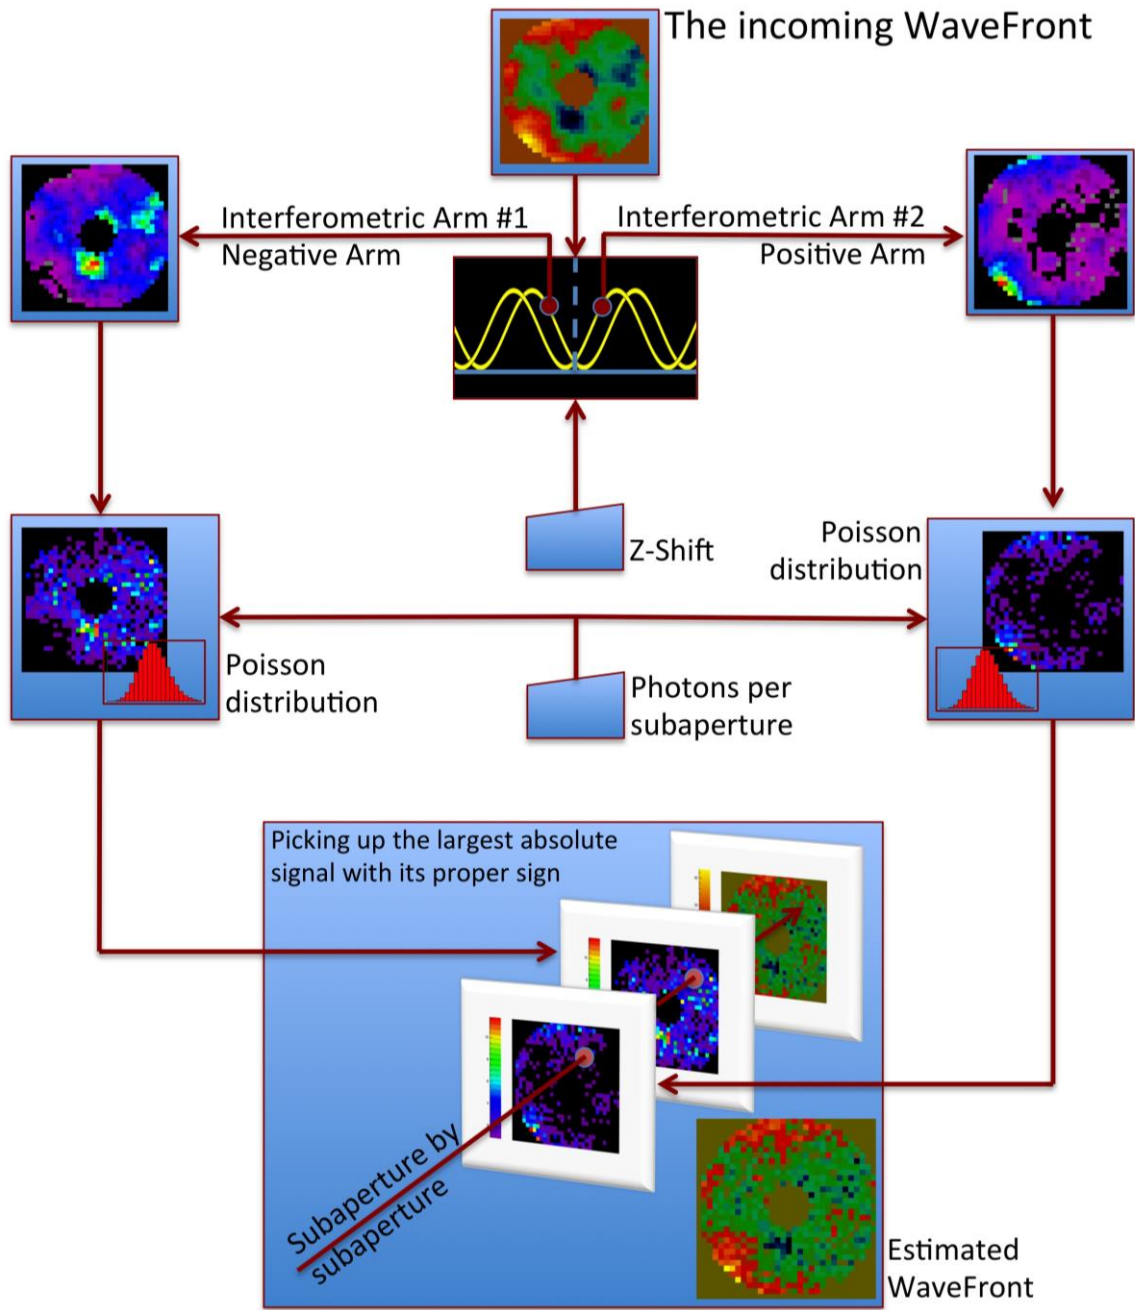 The incoming WaveFront
Interferometric Arm #1
Negative Arm
Interferometric Arm #2
Positive Arm
Z-Shift
Poisson
distribution
Poisson
distribution
Photons per
subaperture
Picking up the largest absolute
signal with its proper sign
Subaperture by
subaperture
Estimated
WaveFront